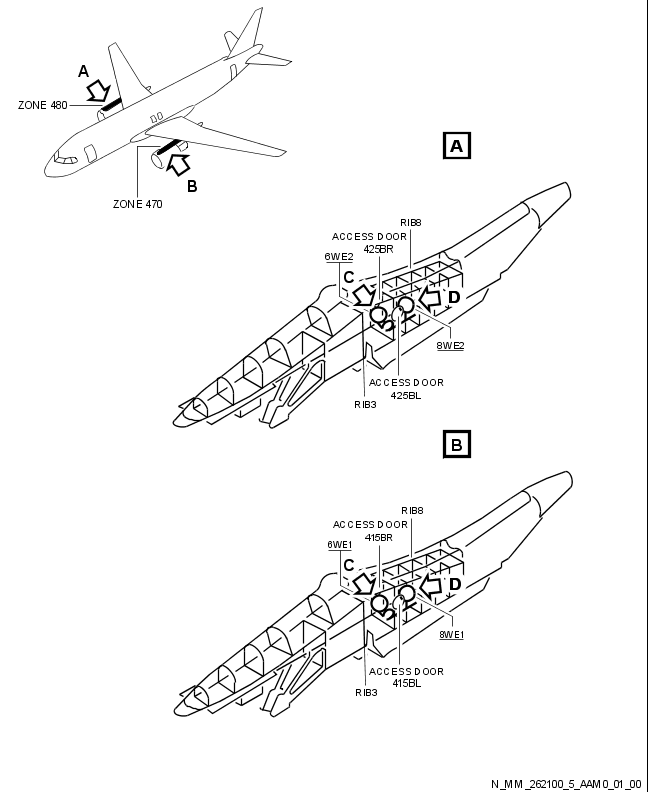 A
ZONE 480
B
ZONE 470
A
RIB8
ACCESS DOOR
425BR
6WE2
C
D
8WE2
ACCESS DOOR
425BL
RIB3
B
RIB8
ACCESS DOOR
415BR
6WE1
C
D
8WE1
ACCESS DOOR
415BL
RIB3
N_MM_262100_5_AAM0_01_00